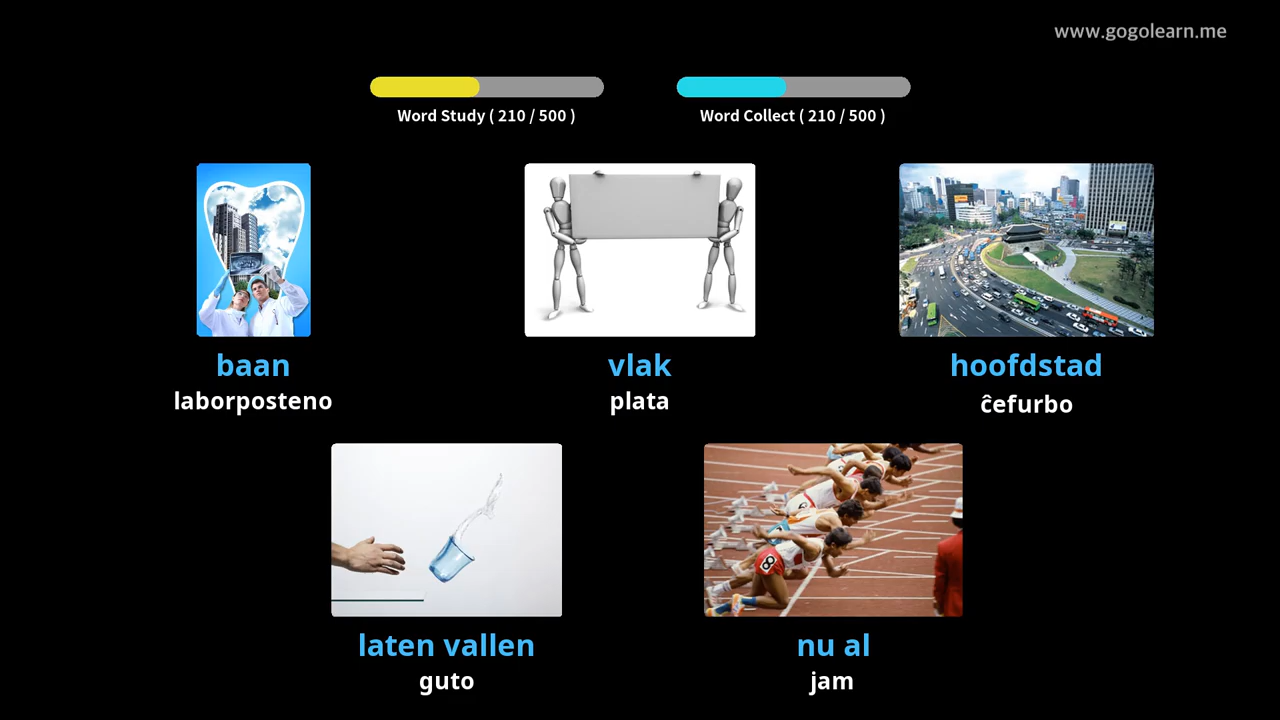 www.gogolearn.me
Word Study ( 210 / 500 )
Word Collect ( 210 / 500 )
baan
laborposteno
vlak
plata
hoofdstad
ĉefurbo
laten vallen
guto
nu al
jam